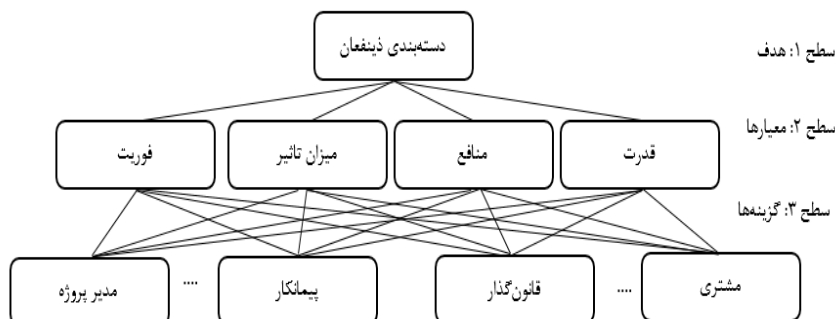 دسته‌بندی ذینفعان
سطح ۱: هدف
سطح ۲: معیارها
قدرت
منافع
میزان تاثیر
فوریت
سطح ۳: گزینه‌ها
مشتری
....
قانون‌گذار
پیمانکار
....
مدیر پروژه